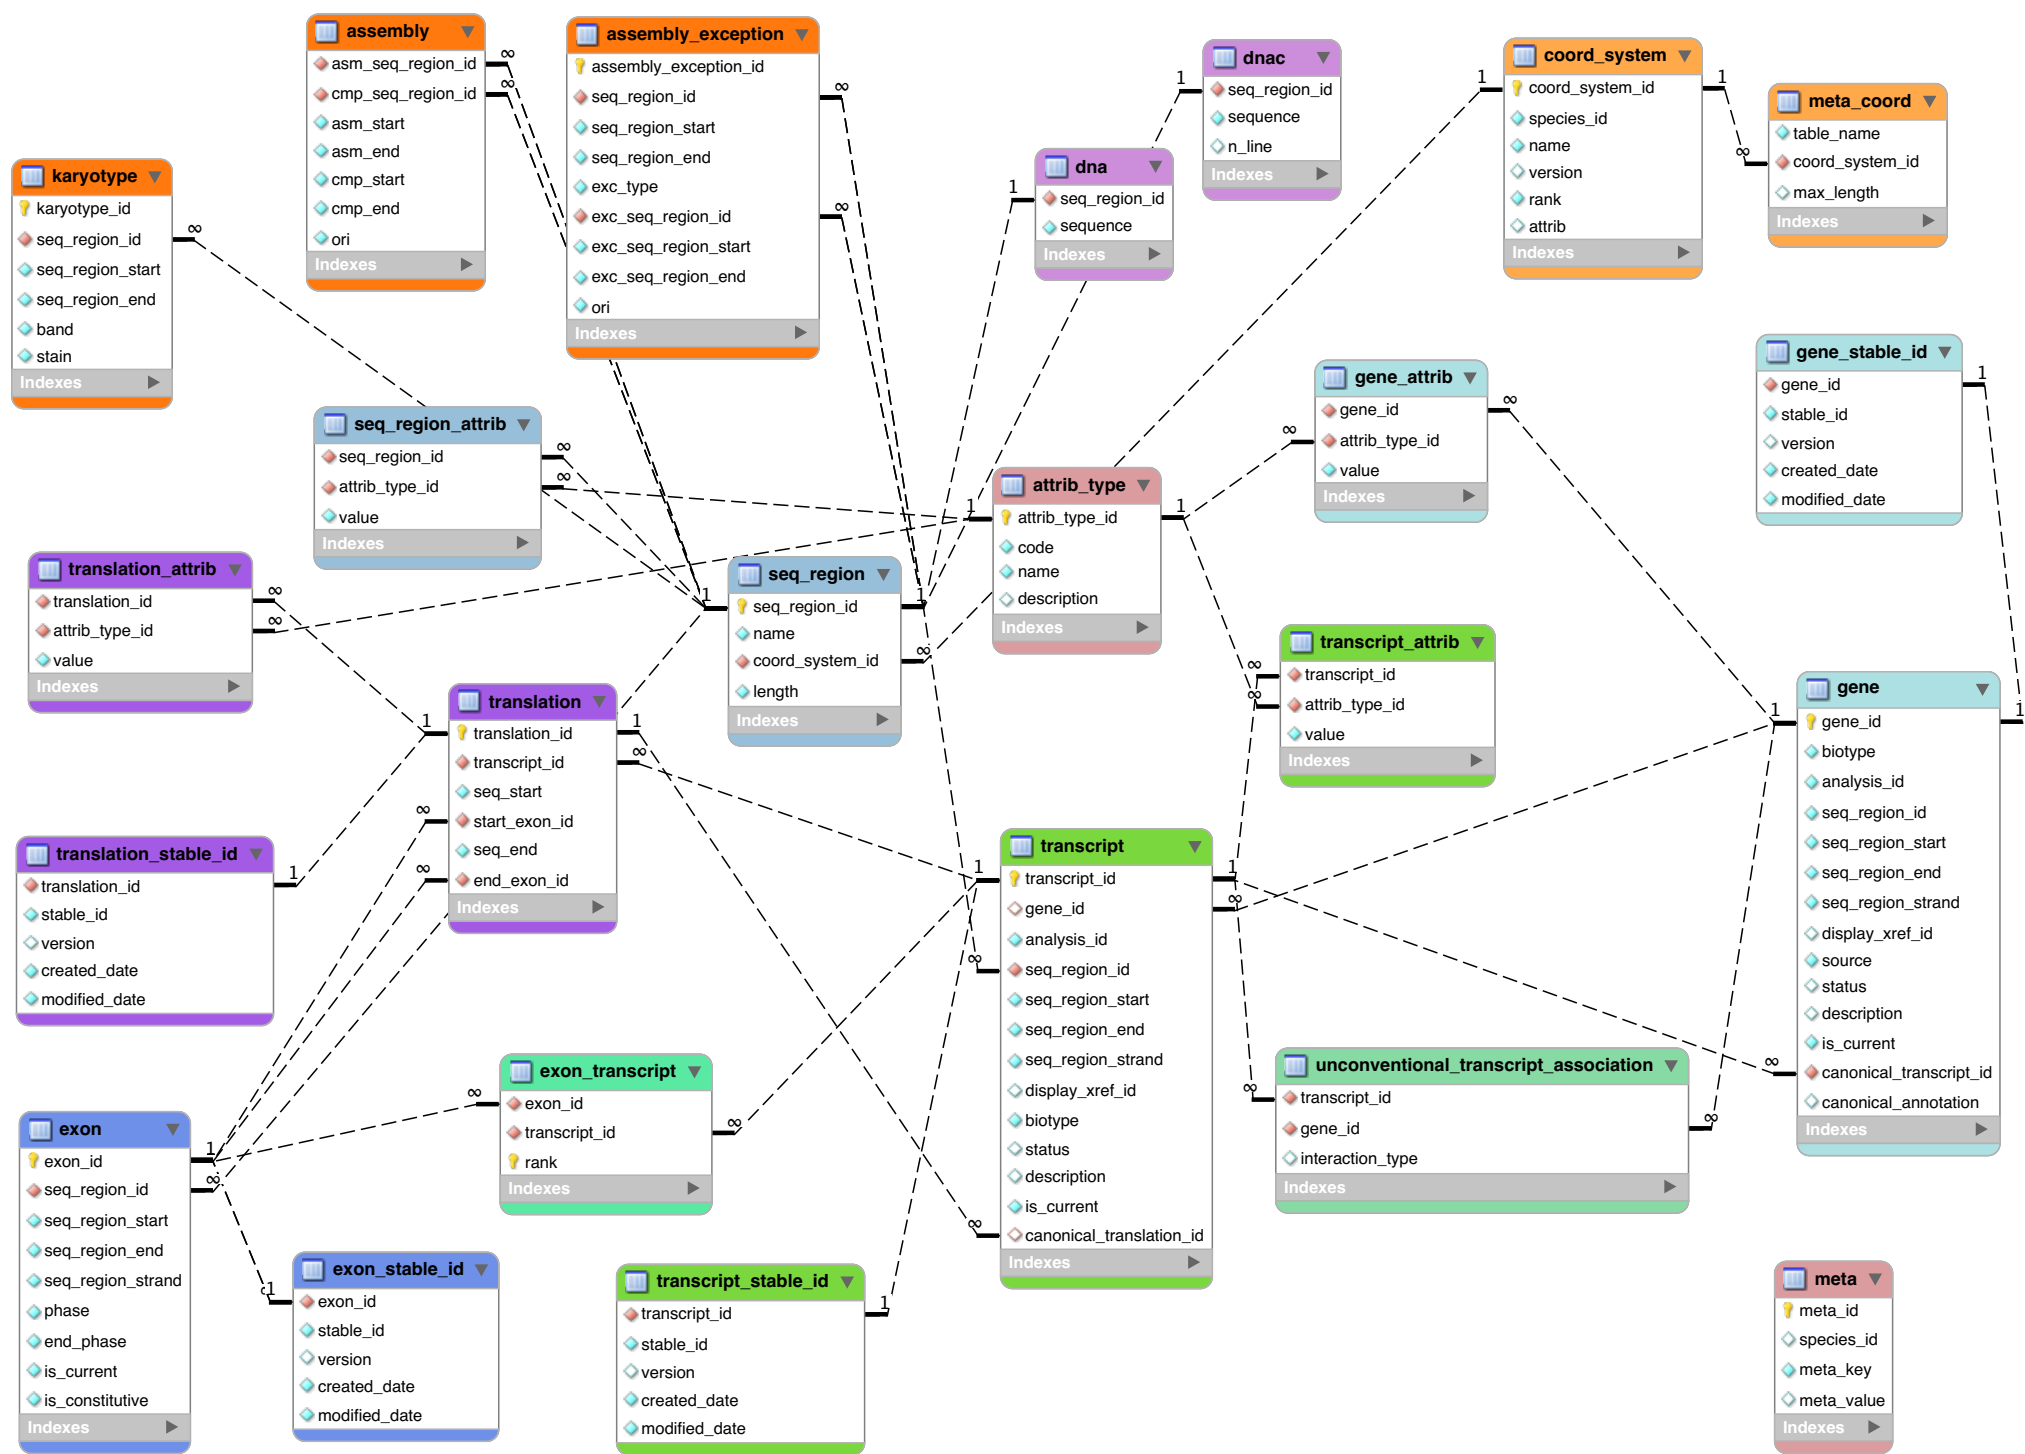 assembly
asm_seq_region_id
cmp_seq_region_id
asm_start
asm_end
cmp_start
cmp_end
ori
Indexes
assembly_exception
assembly_exception_id
seq_region_id
seq_region_start
seq_region_end
exc_type
exc_seq_region_id
exc_seq_region_start
exc_seq_region_end
ori
Indexes
dnac
seq_region_id
sequence
n_line
Indexes
coord_system
coord_system_id
species_id
name
version
rank
attrib
Indexes
meta_coord
table_name
coord_system_id
max_length
Indexes
karyotype
karyotype_id
seq_region_id
seq_region_start
seq_region_end
band
stain
Indexes
dna
seq_region_id
sequence
Indexes
gene_stable_id
gene_id
stable_id
version
created_date
modified_date
gene_attrib
gene_id
attrib_type_id
value
Indexes
seq_region_attrib
seq_region_id
attrib_type_id
value
Indexes
attrib_type
attrib_type_id
code
name
description
Indexes
translation_attrib
translation_id
attrib_type_id
value
Indexes
seq_region
seq_region_id
name
coord_system_id
length
Indexes
transcript_attrib
transcript_id
attrib_type_id
value
Indexes
translation
translation_id
transcript_id
seq_start
start_exon_id
seq_end
end_exon_id
Indexes
gene
gene_id
biotype
analysis_id
seq_region_id
seq_region_start
seq_region_end
seq_region_strand
display_xref_id
source
status
description
is_current
canonical_transcript_id
canonical_annotation
Indexes
translation_stable_id
translation_id
stable_id
version
created_date
modified_date
transcript
transcript_id
gene_id
analysis_id
seq_region_id
seq_region_start
seq_region_end
seq_region_strand
display_xref_id
biotype
status
description
is_current
canonical_translation_id
Indexes
exon_transcript
exon_id
transcript_id
rank
Indexes
unconventional_transcript_association
transcript_id
gene_id
interaction_type
Indexes
exon
exon_id
seq_region_id
seq_region_start
seq_region_end
seq_region_strand
phase
end_phase
is_current
is_constitutive
Indexes
exon_stable_id
exon_id
stable_id
version
created_date
modified_date
transcript_stable_id
transcript_id
stable_id
version
created_date
modified_date
meta
meta_id
species_id
meta_key
meta_value
Indexes